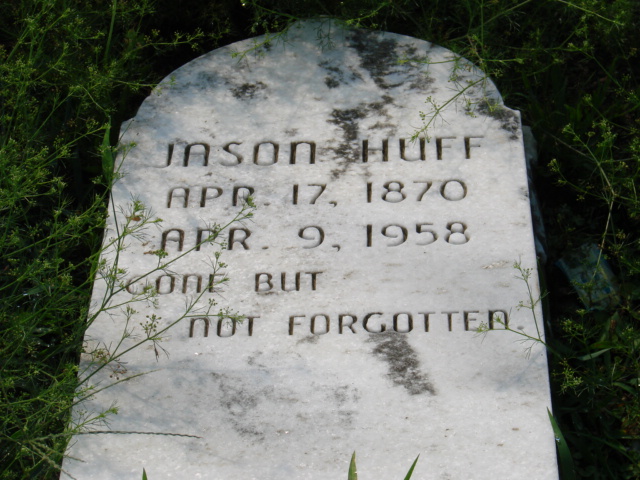 JASON HUFF
APR. 17, 1870
APR. 9, 1958
GONE BUT
NOT FORGOTTEN